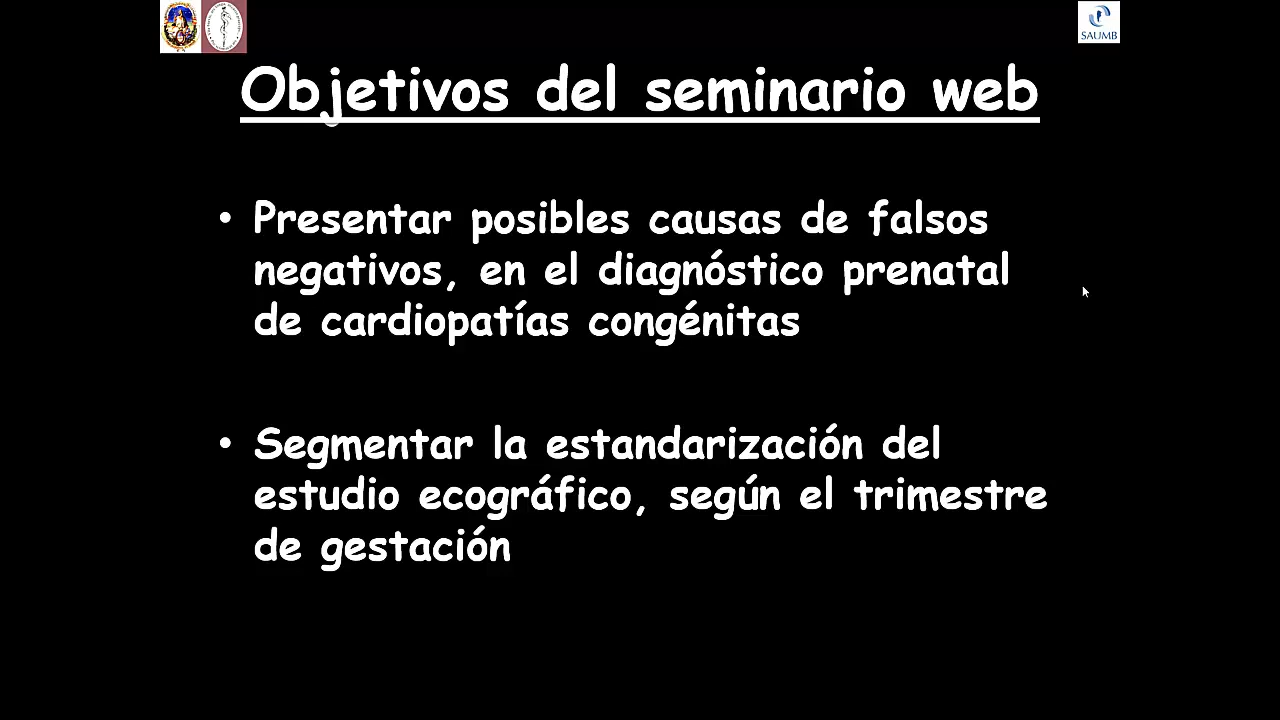 SAUMB
Objetivos del seminario web
• Presentar posibles causas de falsos
negativos, en el diagnóstico prenatal
de cardiopatías congénitas
• Segmentar la estandarización del
estudio ecográfico, según el trimestre
de gestación